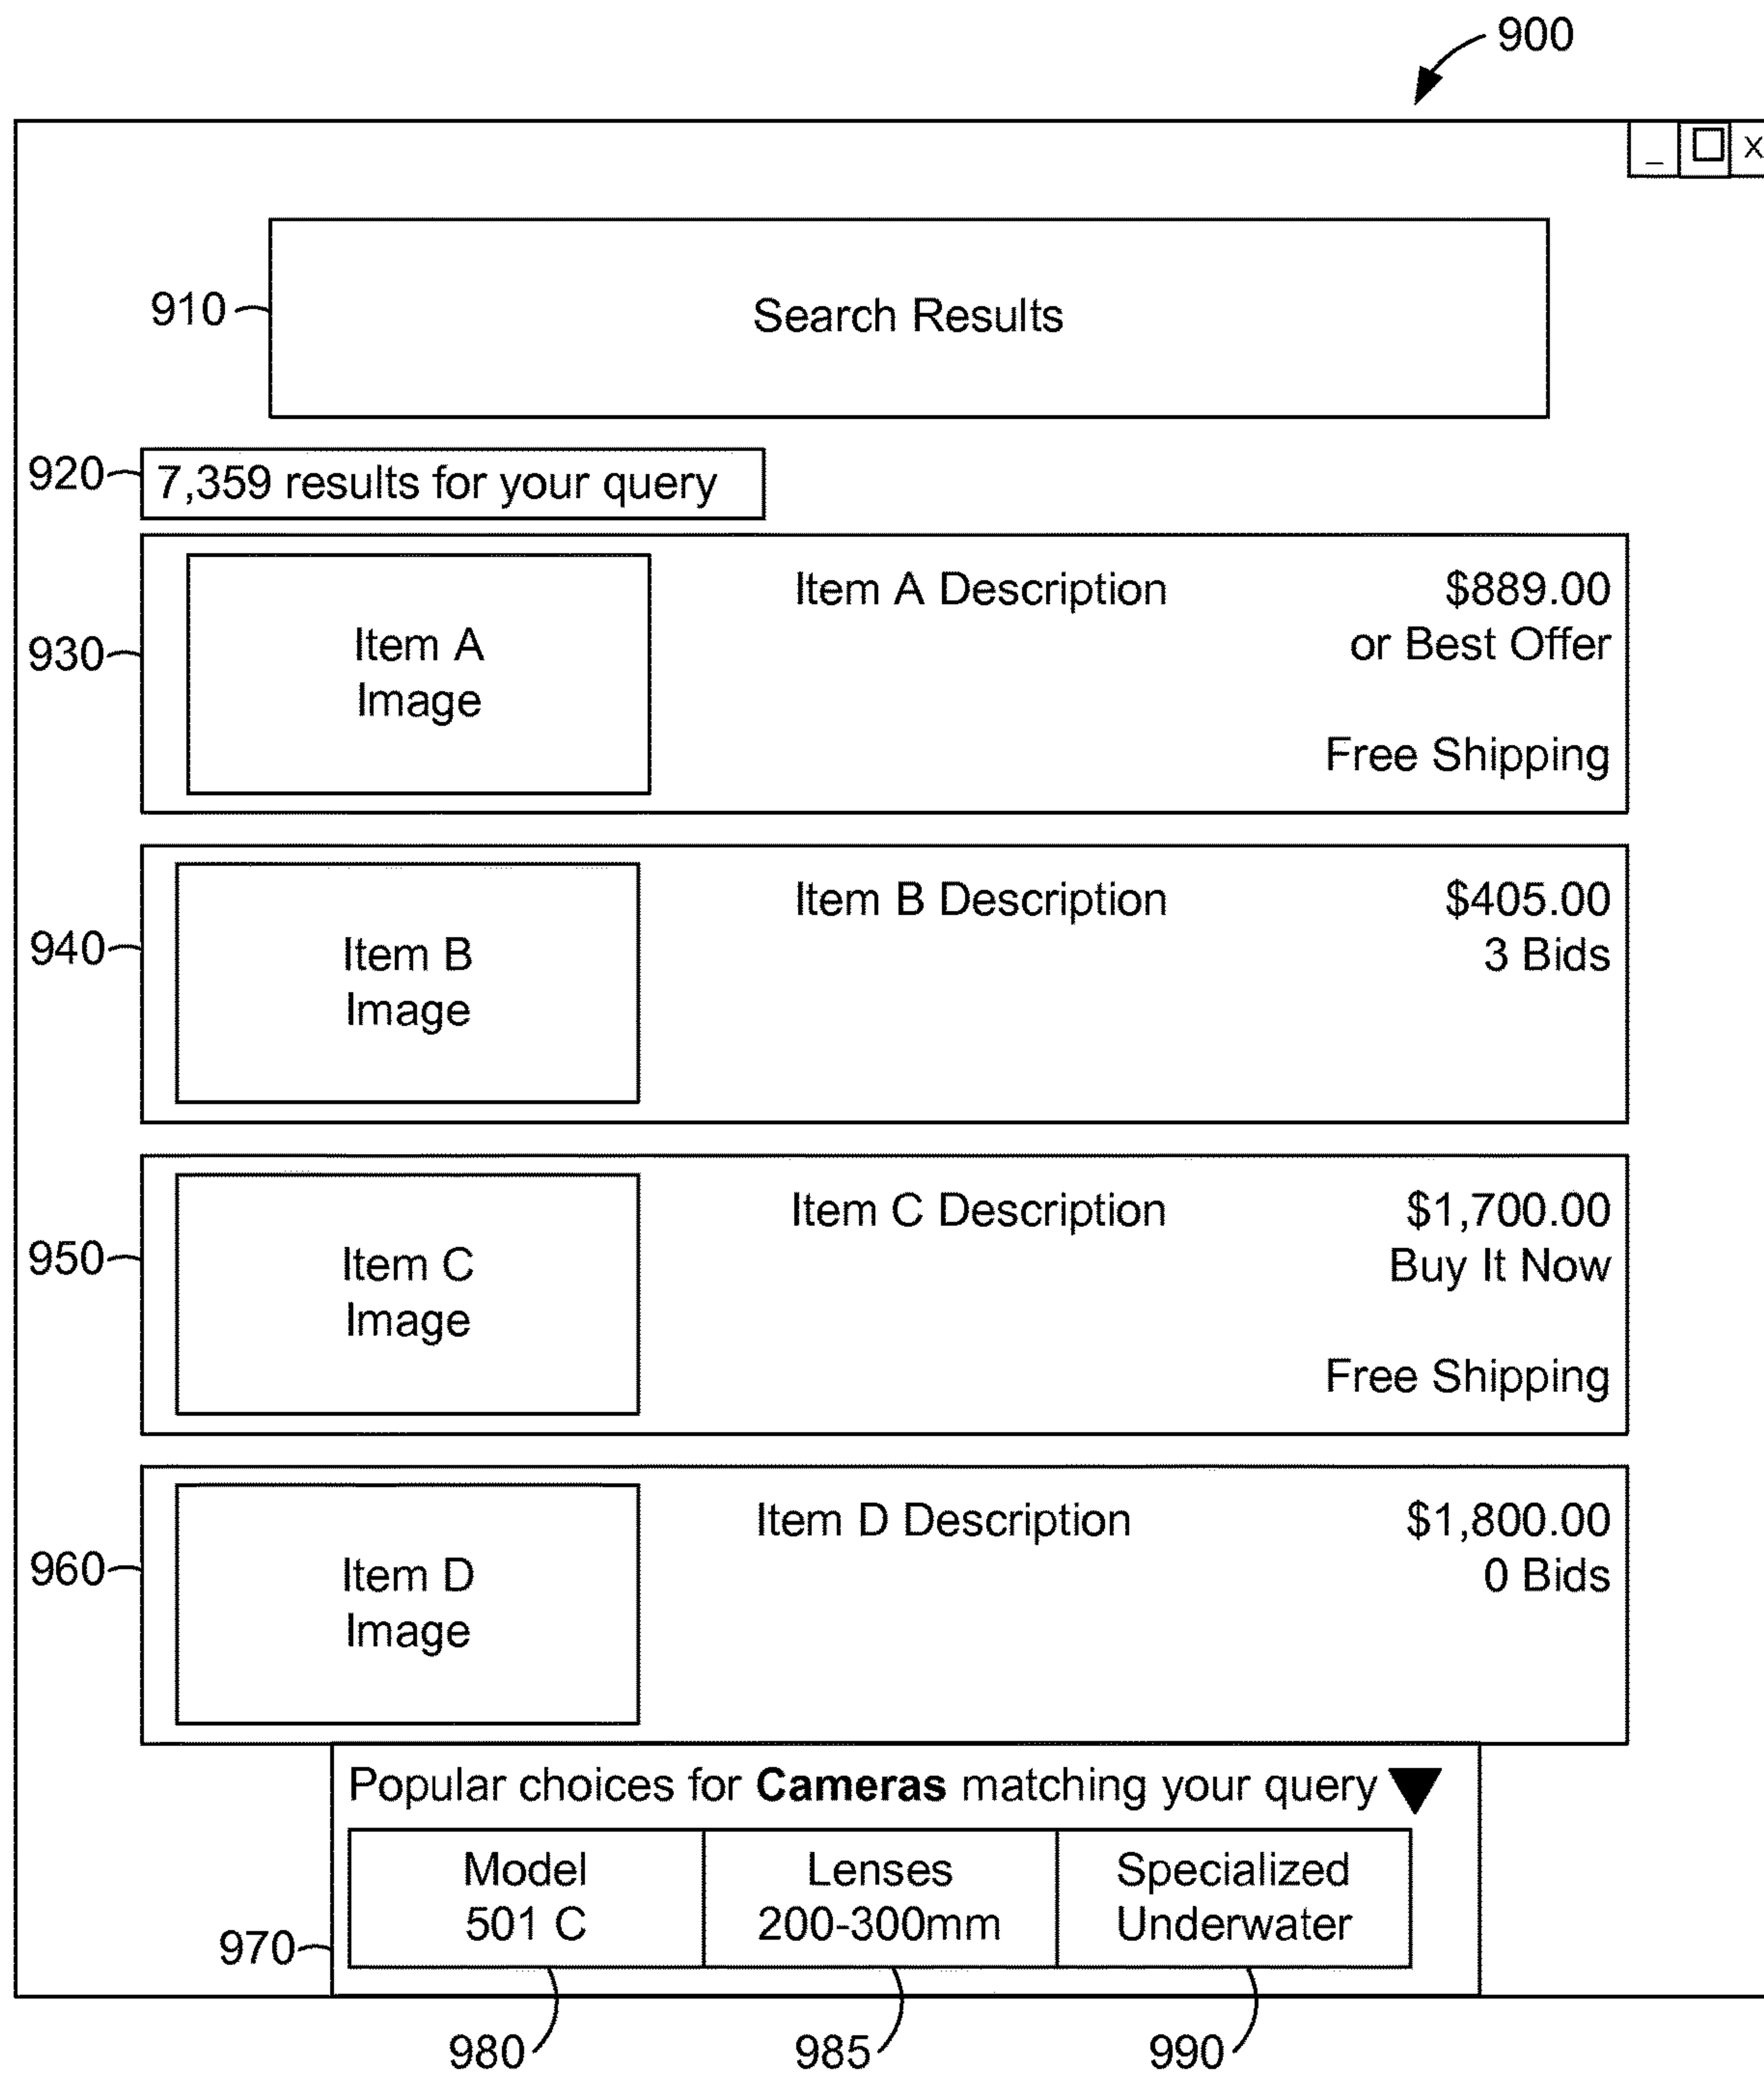 900
_ □ X
910
Search Results
920
7,359 results for your query
930
Item A
Image
Item A Description
$889.00
or Best Offer
Free Shipping
940
Item B
Image
Item B Description
$405.00
3 Bids
950
Item C
Image
Item C Description
$1,700.00
Buy It Now
Free Shipping
960
Item D
Image
Item D Description
$1,800.00
0 Bids
970
Popular choices for Cameras matching your query
Model
501 C
Lenses
200-300mm
Specialized
Underwater
980
985
990